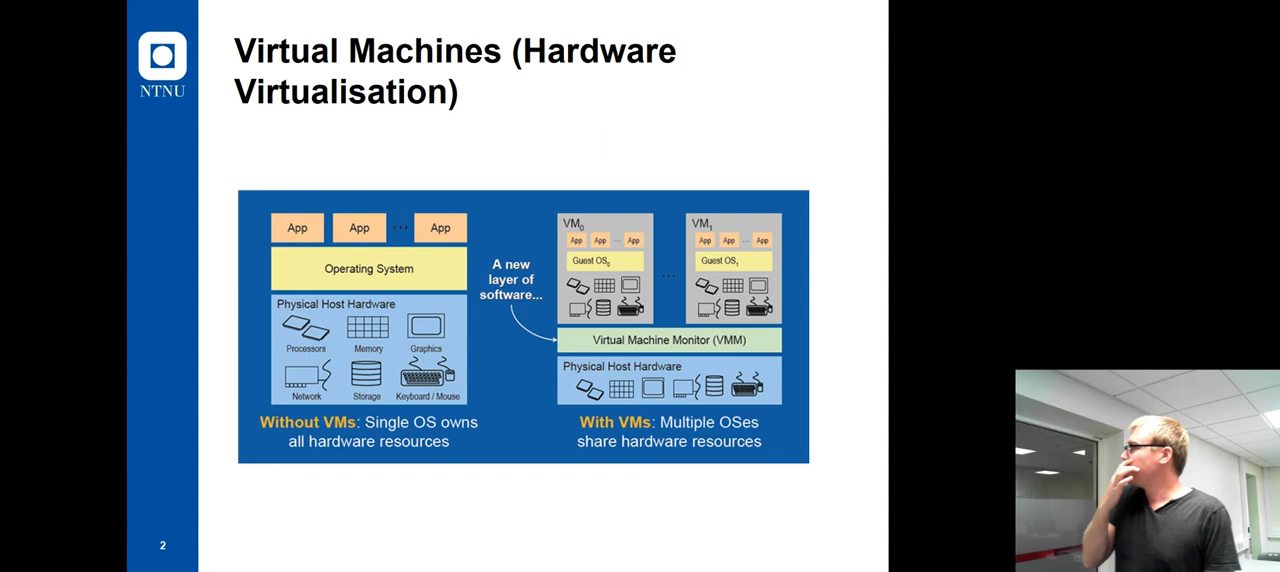 NTNU
Virtual Machines (Hardware
Virtualisation)
App
App
...
App
Operating System
Physical Host Hardware
Processors
Memory
Graphics
Network
Storage
Keyboard / Mouse
Without VMs: Single OS owns
all hardware resources
A new
layer of
software...
VM0
App
App
...
App
Guest OS0
...
VM1
App
App
...
App
Guest OS1
Virtual Machine Monitor (VMM)
Physical Host Hardware
With VMs: Multiple OSes
share hardware resources
2